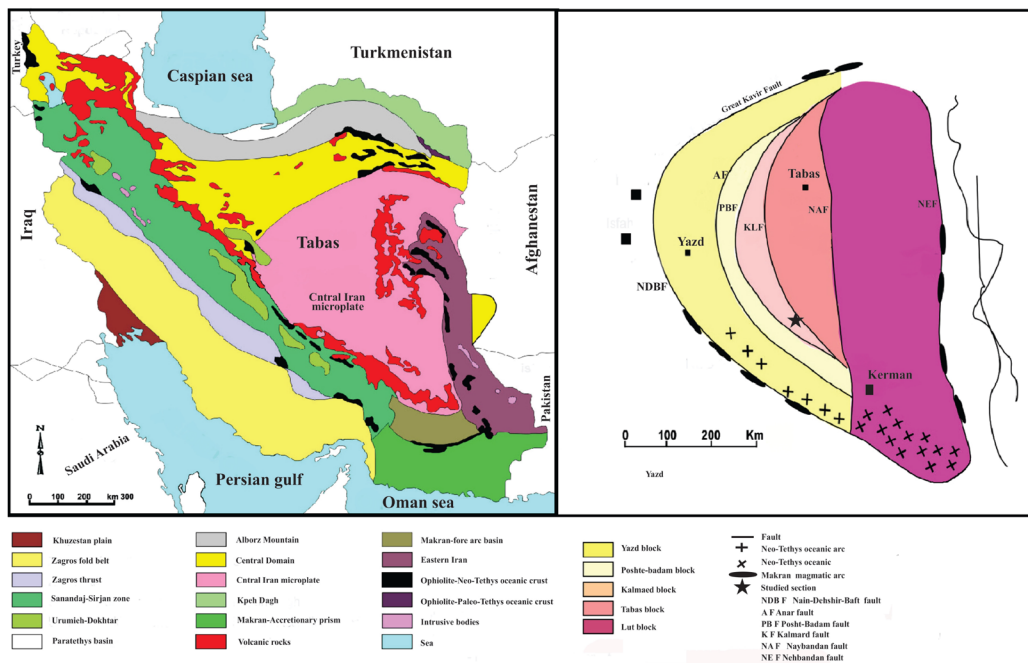 Turkey
Caspian sea
Turkmenistan
Iraq
Tabas
Cntral Iran
microplate
Afghanestan
Pakistan
N
S
Saudi Arabia
Persian gulf
Oman sea
0 100 200 km 300
Great Kavir Fault
AF
PBF
KLF
Tabas
NAF
NEF
Yazd
NDBF
Kerman
0 100 200 Km
Yazd
Khuzestan plain
Zagros fold belt
Zagros thrust
Sanandaj-Sirjan zone
Urumieh-Dokhtar
Paratethys basin
Alborz Mountain
Central Domain
Cntral Iran microplate
Kpeh Dagh
Makran-Accretionary prism
Volcanic rocks
Makran-fore arc basin
Eastern Iran
Ophiolite-Neo-Tethys oceanic crust
Ophiolite-Paleo-Tethys oceanic crust
Intrusive bodies
Sea
Yazd block
Poshte-badam block
Kalmaed block
Tabas block
Lut block
Fault
Neo-Tethys oceanic arc
Neo-Tethys oceanic
Makran magmatic arc
Studied section
NDB F Nain-Dehshir-Baft fault
A F Anar fault
PB F Posht-Badam fault
K F Kalmard fault
NA F Naybandan fault
NE F Nehbandan fault